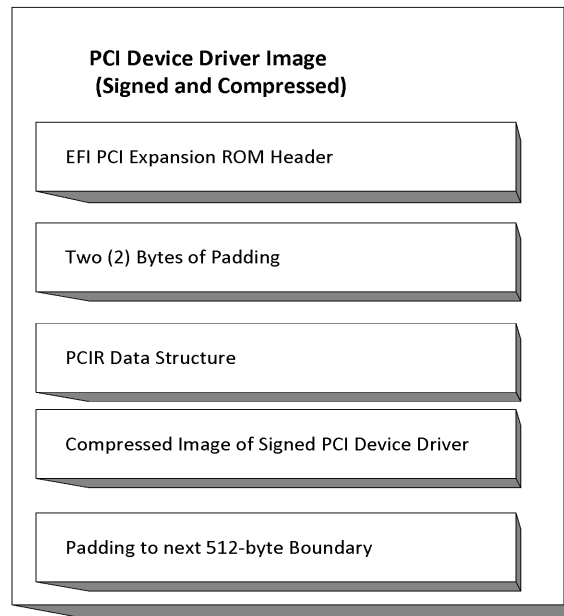 PCI Device Driver Image
(Signed and Compressed)
EFI PCI Expansion ROM Header
Two (2) Bytes of Padding
PCIR Data Structure
Compressed Image of Signed PCI Device Driver
Padding to next 512-byte Boundary